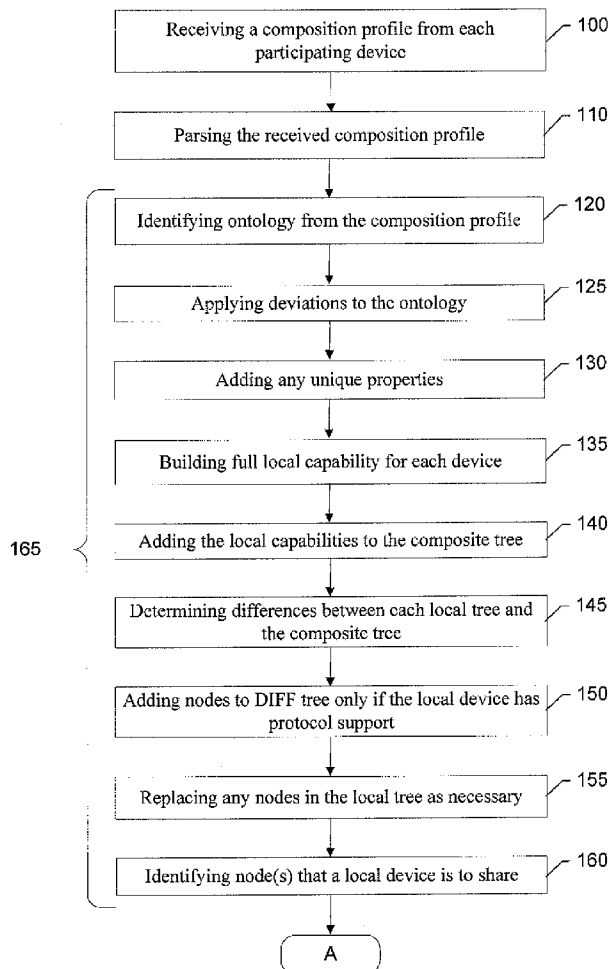 Receiving a composition profile from each
participating device
100
Parsing the received composition profile
110
Identifying ontology from the composition profile
120
Applying deviations to the ontology
125
Adding any unique properties
130
Building full local capability for each device
135
Adding the local capabilities to the composite tree
140
165
Determining differences between each local tree and
the composite tree
145
Adding nodes to DIFF tree only if the local device has
protocol support
150
Replacing any nodes in the local tree as necessary
155
Identifying node(s) that a local device is to share
160
A